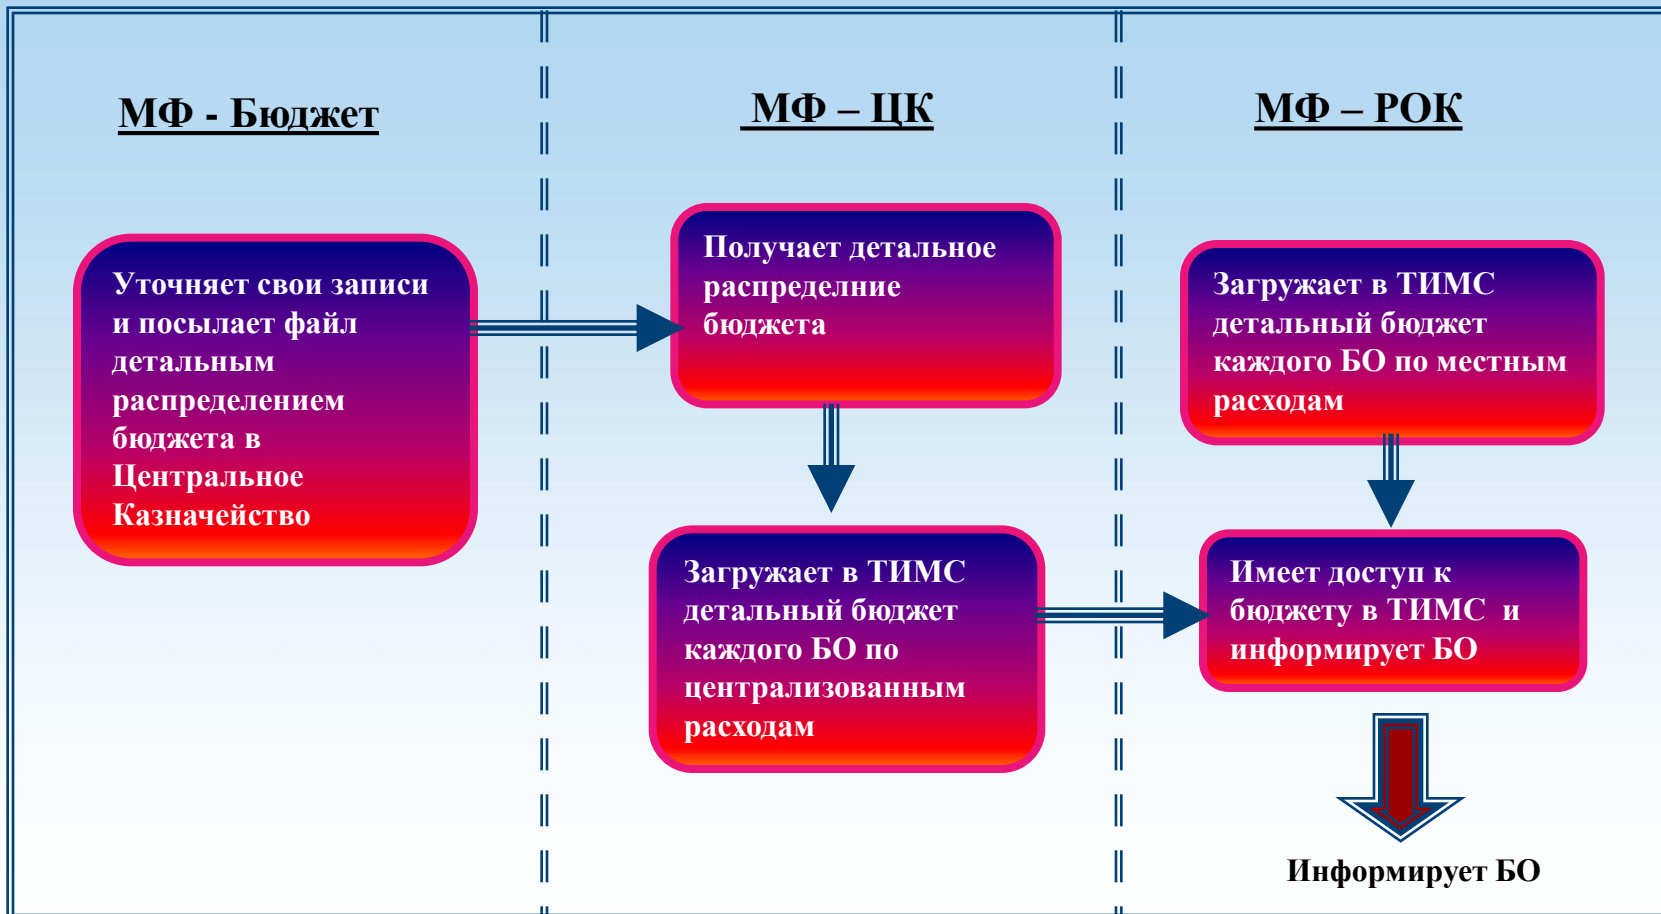 МФ - Бюджет
МФ – ЦК
МФ – РОК
Уточняет свои записи
и посылает файл
детальным
распределением
бюджета в
Центральное
Казначейство
Получает детальное
распределние
бюджета
Загружает в ТИМС
детальный бюджет
каждого БО по
централизованным
расходам
Загружает в ТИМС
детальный бюджет
каждого БО по местным
расходам
Имеет доступ к
бюджету в ТИМС и
информирует БО
Информирует БО